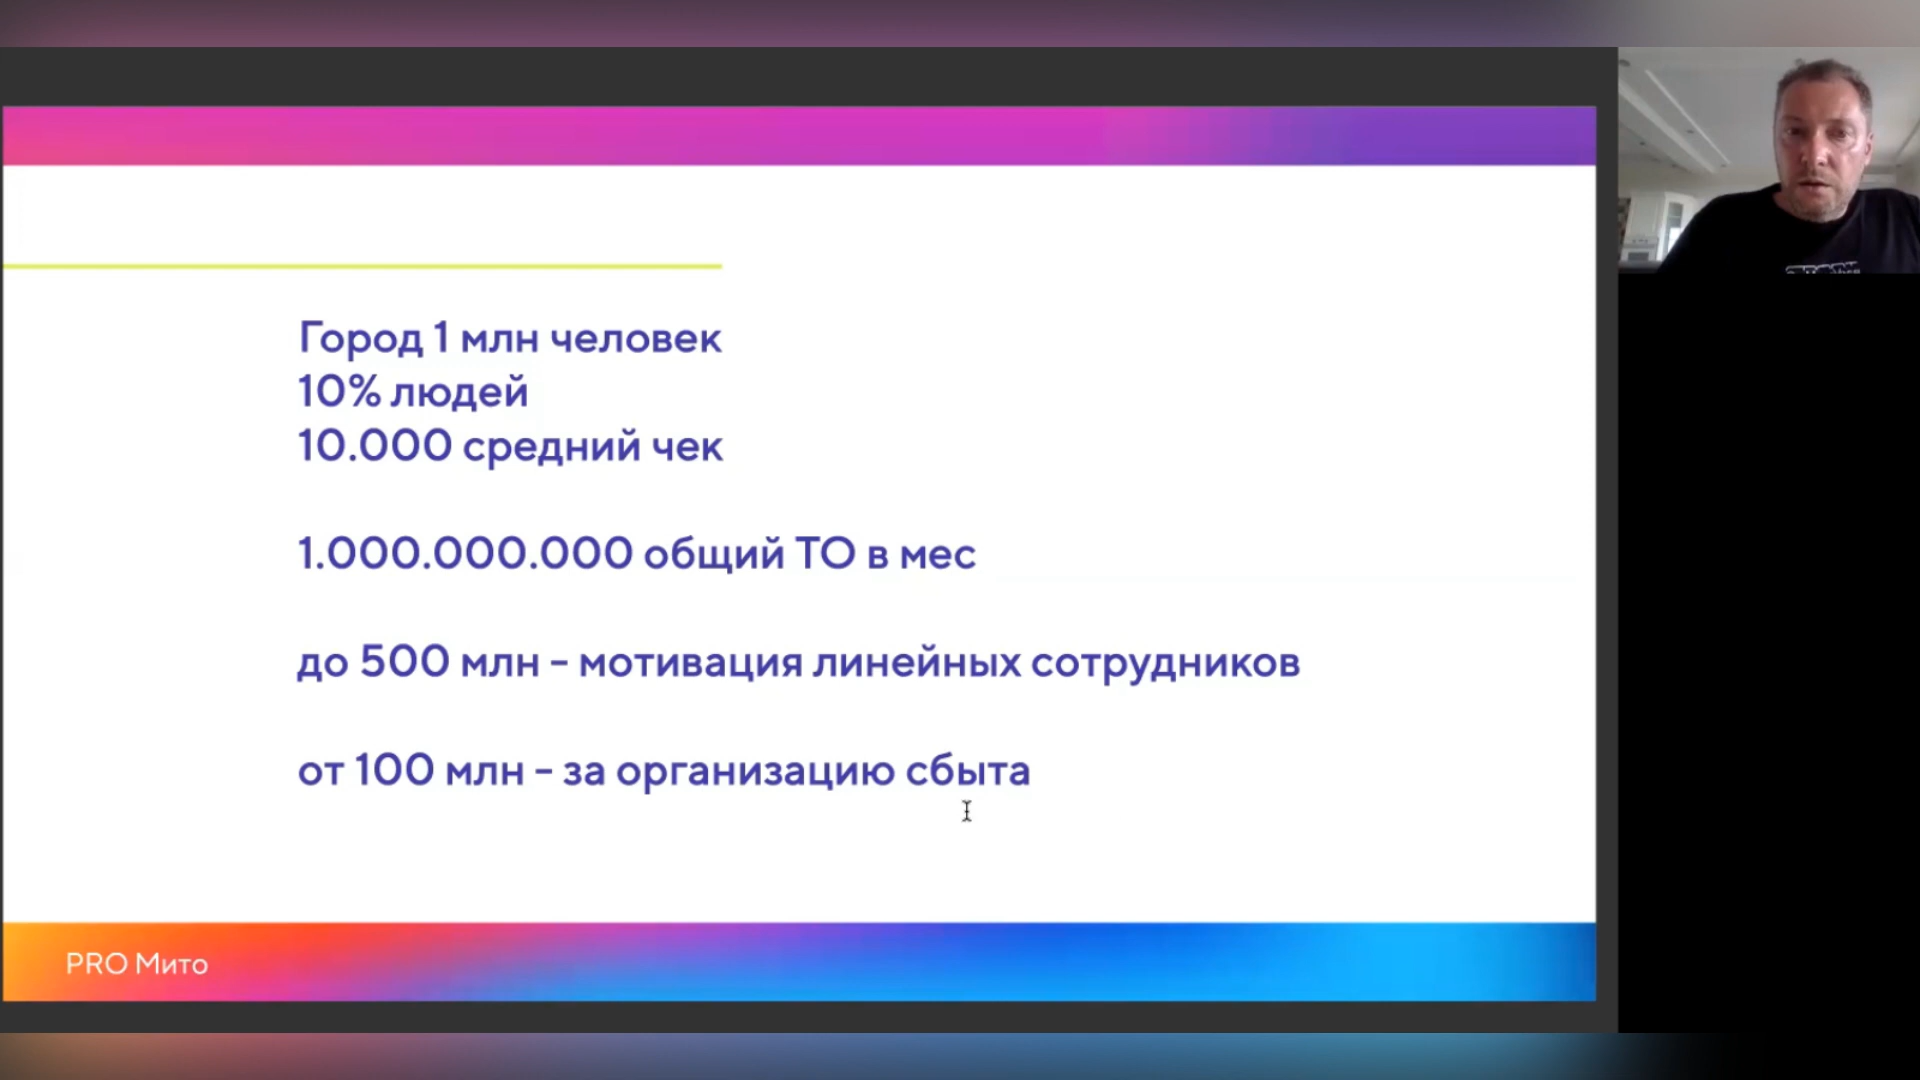 Город 1 млн человек
10% людей
10.000 средний чек
1.000.000.000 общий ТО в мес
до 500 млн - мотивация линейных сотрудников
от 100 млн - за организацию сбыта
PRO Мито